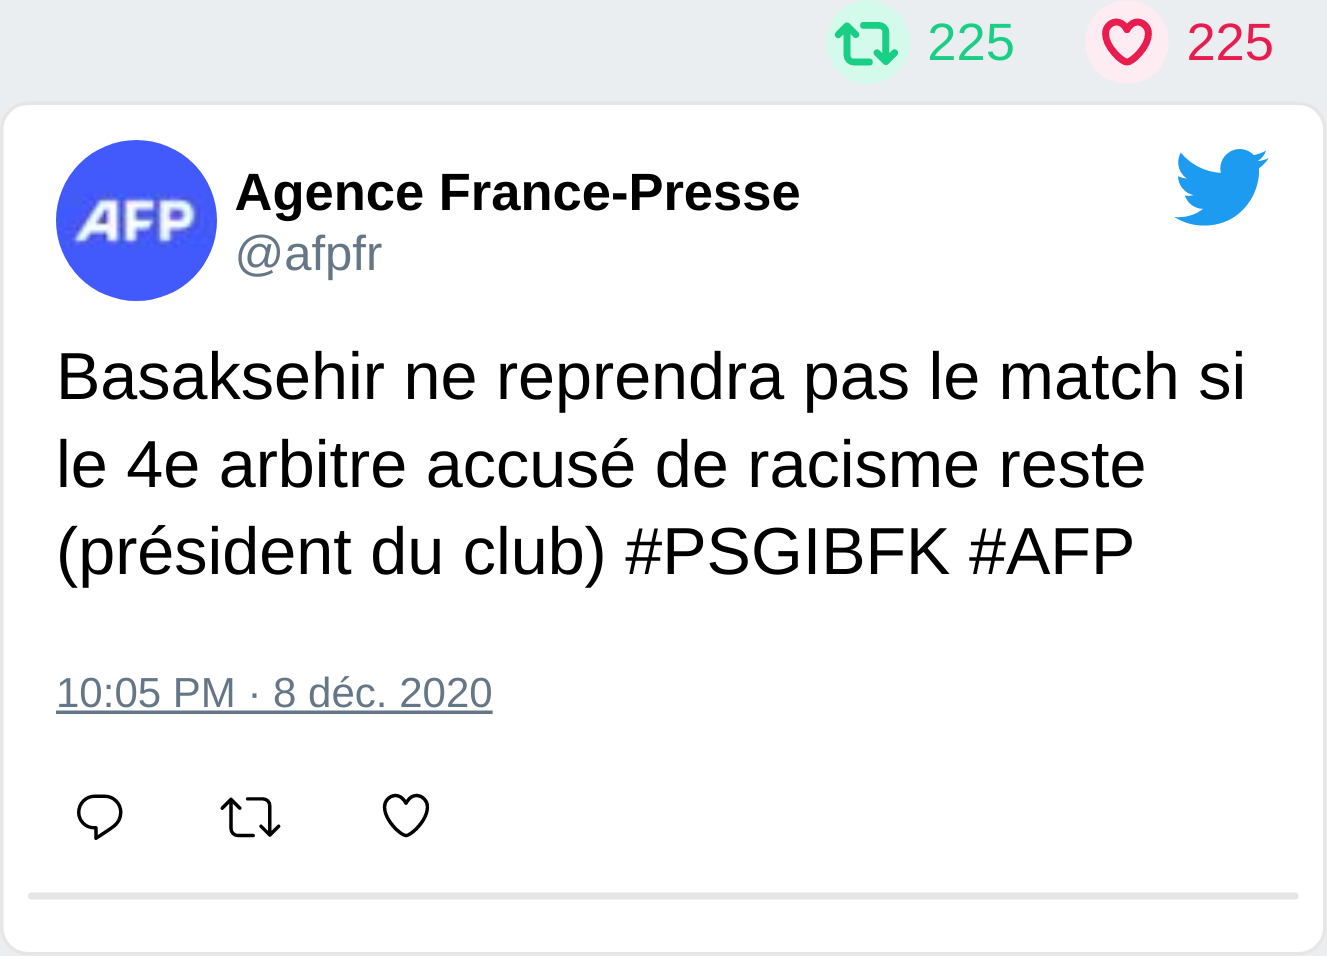 225 225
AFP
Agence France-Presse
@afpfr
Basaksehir ne reprendra pas le match si
le 4e arbitre accusé de racisme reste
(président du club) #PSGIBFK #AFP
10:05 PM · 8 déc. 2020